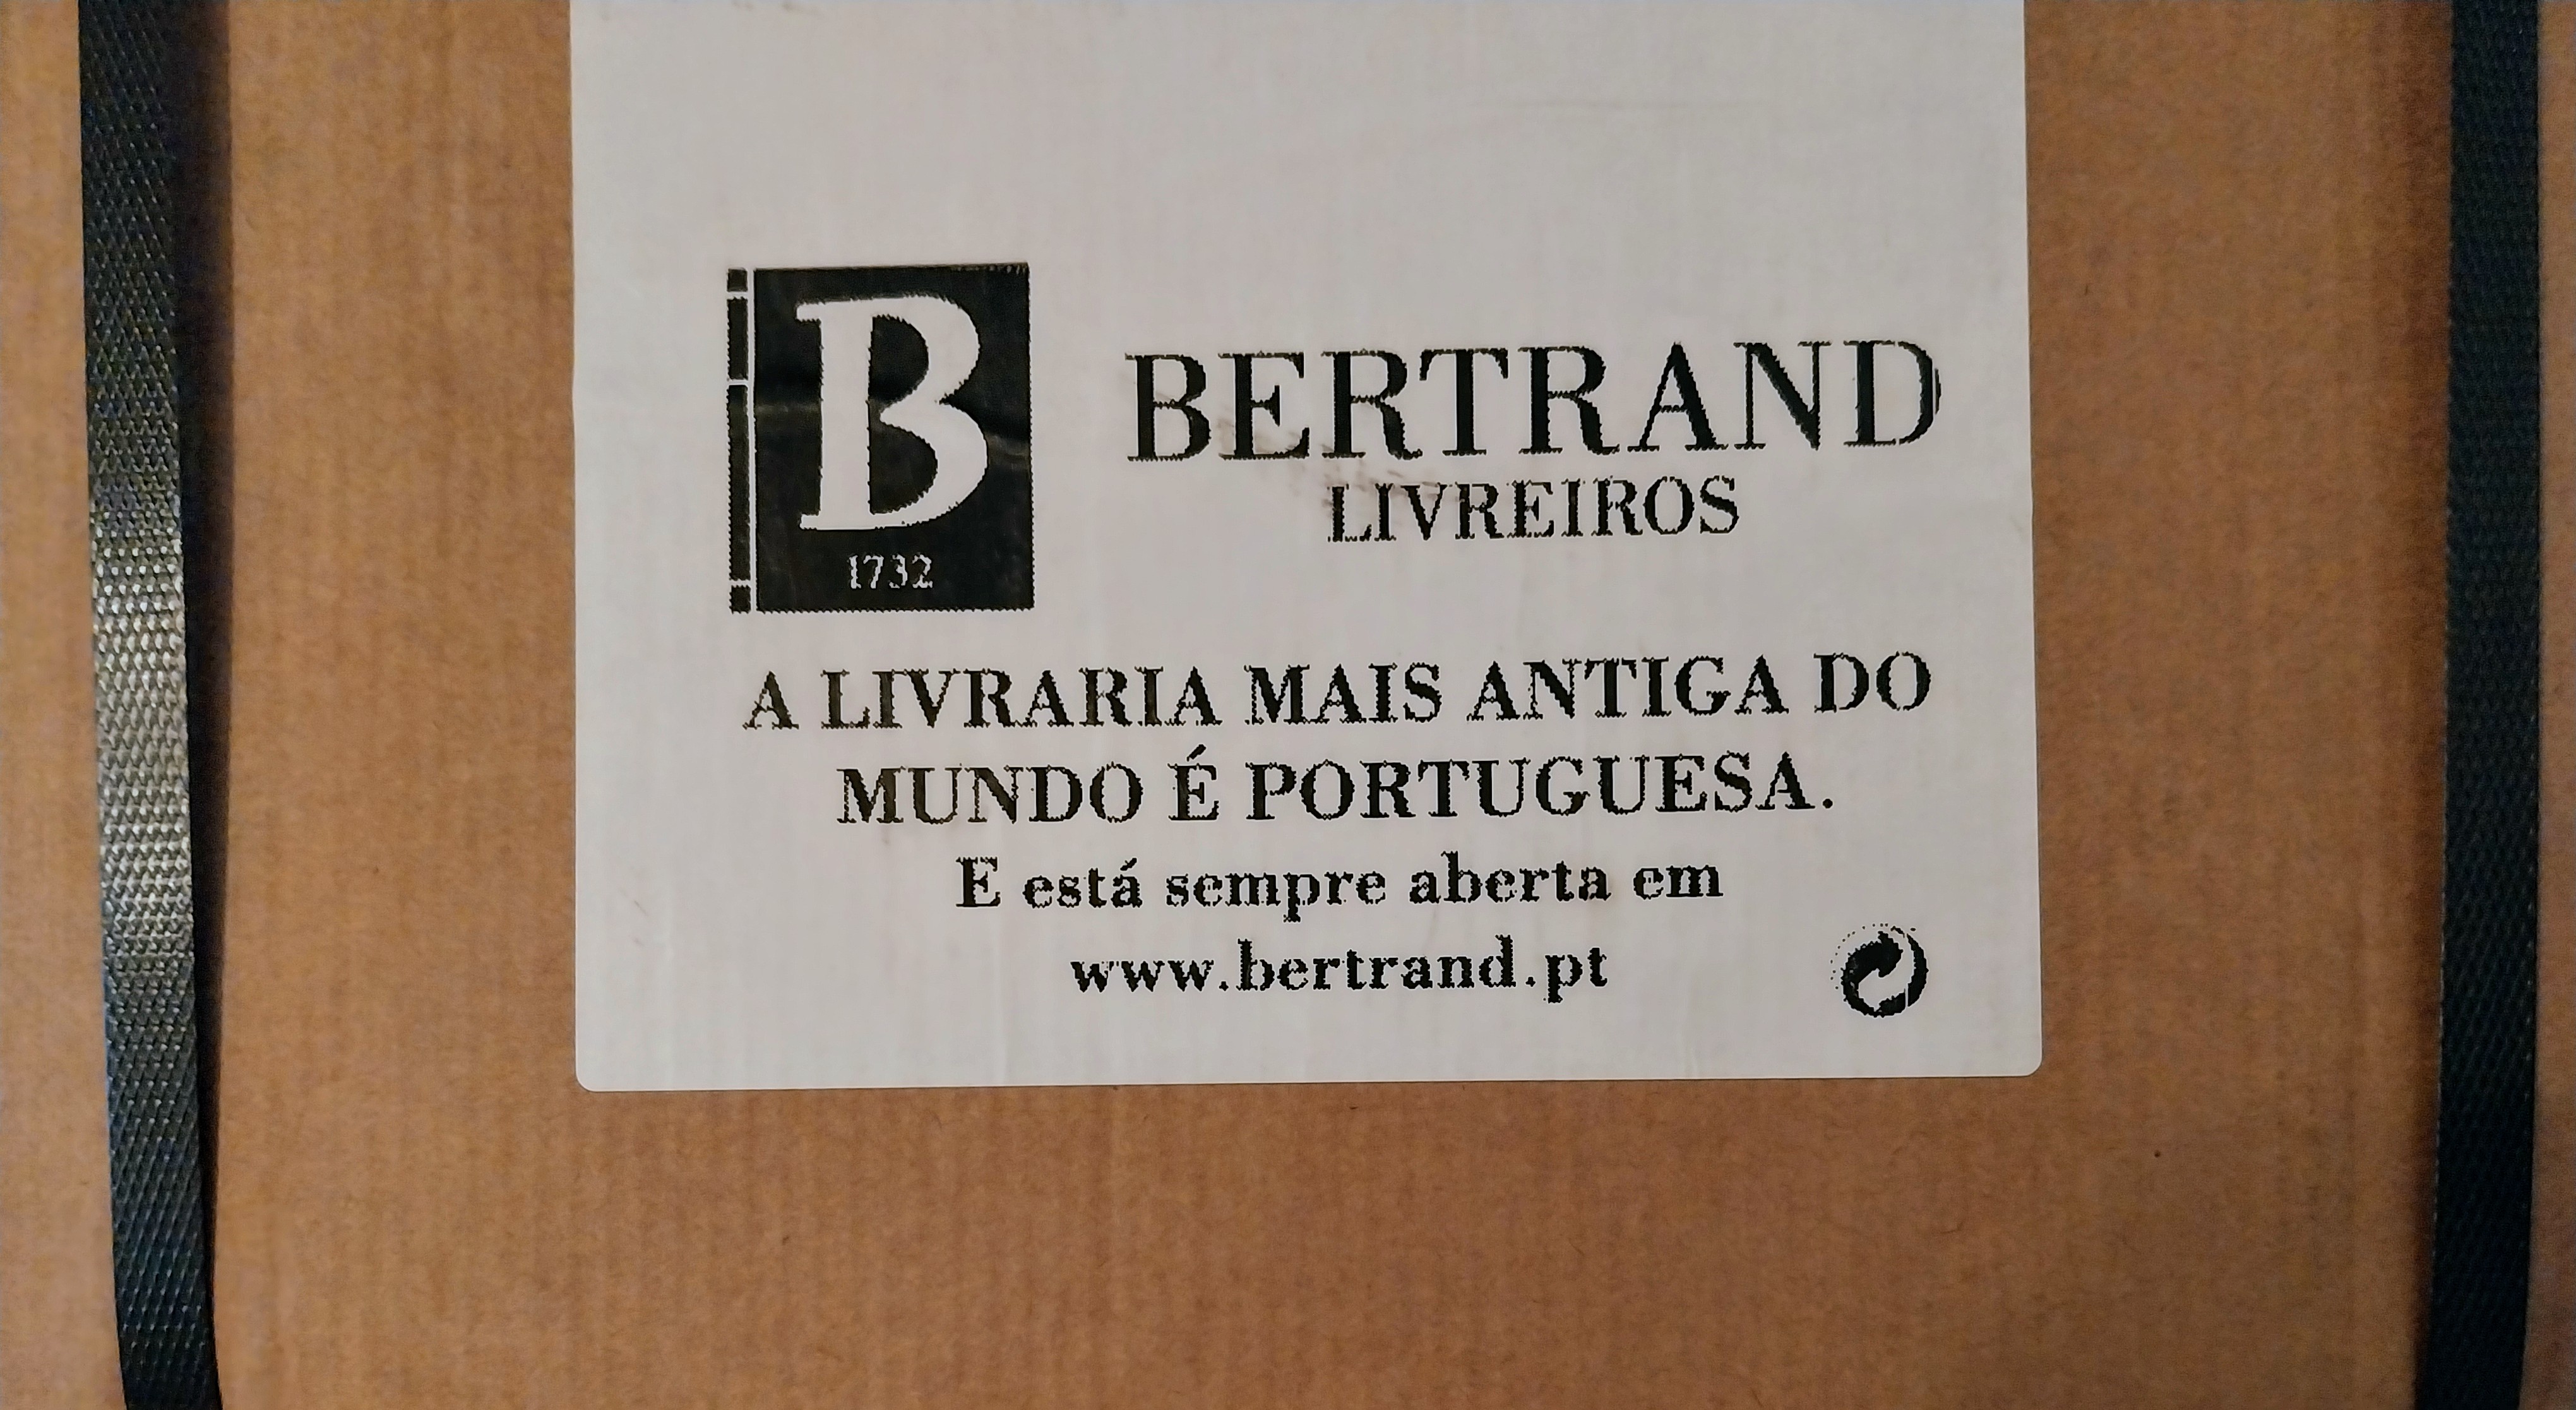 B
1732
BERTRAND
LIVREIROS
A LIVRARIA MAIS ANTIGA DO
MUNDO É PORTUGUESA.
E está sempre aberta em
www.bertrand.pt